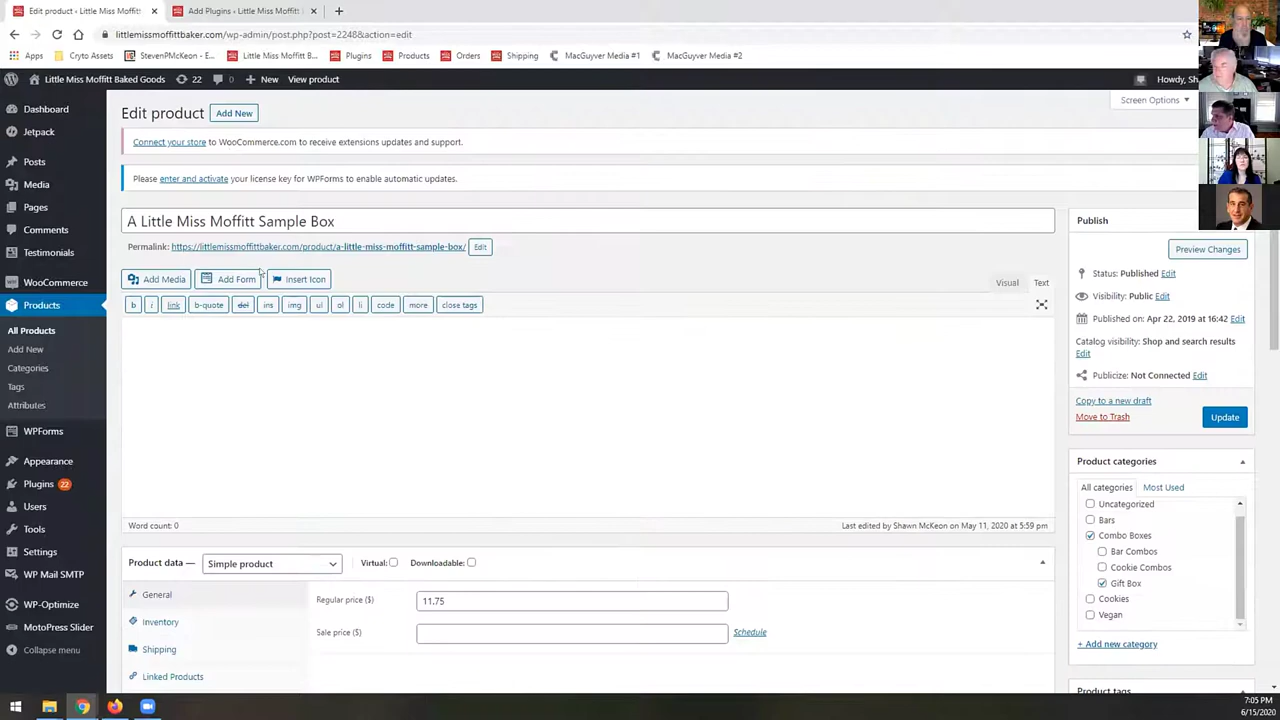 Edit product ‹ Little Miss Moffitt
Add Plugins ‹ Little Miss Moffitt B
littlemissmoffittbaker.com/wp-admin/post.php?post=2248&action=edit
Apps Cryto Assets StevenPMcKeon - E... Little Miss Moffitt B... Plugins Products Orders Shipping MacGuyver Media #1 MacGuyver Media #2
Little Miss Moffitt Baked Goods 22 0 + New View product Howdy, Sh
Dashboard
Jetpack
Posts
Media
Pages
Comments
Testimonials
WooCommerce
Products
All Products
Add New
Categories
Tags
Attributes
WPForms
Appearance
Plugins 22
Users
Tools
Settings
WP Mail SMTP
WP-Optimize
MotoPress Slider
Collapse menu
Screen Options
Edit product Add New
Connect your store to WooCommerce.com to receive extensions updates and support.
Please enter and activate your license key for WPForms to enable automatic updates.
A Little Miss Moffitt Sample Box
Permalink: https://littlemissmoffittbaker.com/product/a-little-miss-moffitt-sample-box/ Edit
Add Media Add Form Insert Icon Visual Text
b i link b-quote del ins img ul ol li code more close tags
Word count: 0 Last edited by Shawn McKeon on May 11, 2020 at 5:59 pm
Product data — Simple product Virtual: Downloadable:
General
Inventory
Shipping
Linked Products
Regular price ($) 11.75
Sale price ($) Schedule
Publish
Preview Changes
Status: Published Edit
Visibility: Public Edit
Published on: Apr 22, 2019 at 16:42 Edit
Catalog visibility: Shop and search results
Edit
Publicize: Not Connected Edit
Copy to a new draft
Move to Trash
Update
Product categories
All categories Most Used
Uncategorized
Bars
Combo Boxes
Bar Combos
Cookie Combos
Gift Box
Cookies
Vegan
+ Add new category
Product tags
7:05 PM
6/15/2020